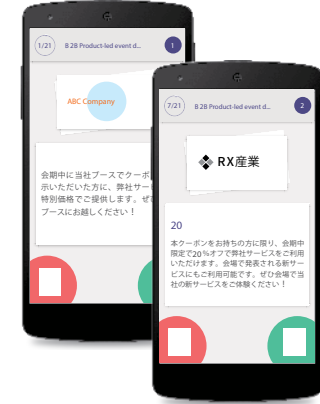 1/21
B 2B Product-led event d...
1
ABC Company
会期中に当社ブースでクーポ
示いただいた方に、弊社サー
特別価格でご提供します。ぜ
ブースにお越しください！
7/21
B 2B Product-led event d...
2
RX産業
20
本クーポンをお持ちの方に限り、会期中
限定で20%オフで弊社サービスをご利用
いただけます。会場で発表される新サー
ビスにもご利用可能です。ぜひ会場で当
社の新サービスをご体験ください！